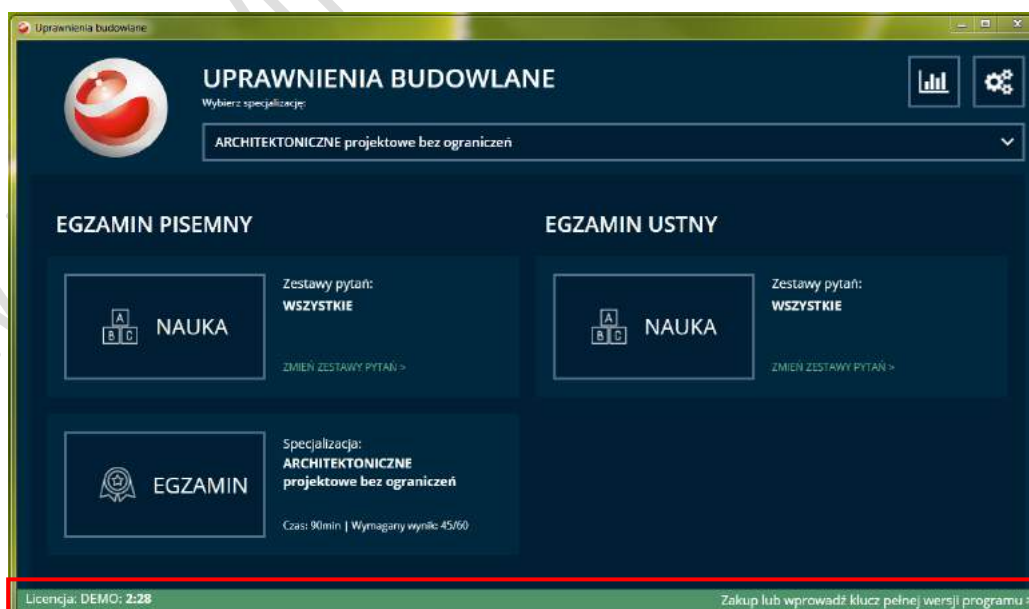 Uprawnienia budowlane
UPRAWNIENIA BUDOWLANE
Wybierz specjalizację:
ARCHITEKTONICZNE projektowe bez ograniczeń
EGZAMIN PISEMNY
A
B C
NAUKA
Zestawy pytań:
WSZYSTKIE
ZMIEŃ ZESTAWY PYTAŃ >
EGZAMIN
Specjalizacja:
ARCHITEKTONICZNE
projektowe bez ograniczeń
Czas: 90min | Wymagany wynik: 45/60
EGZAMIN USTNY
A
B C
NAUKA
Zestawy pytań:
WSZYSTKIE
ZMIEŃ ZESTAWY PYTAŃ >
Licencja: DEMO: 2:28
Zakup lub wprowadź klucz pełnej wersji programu >